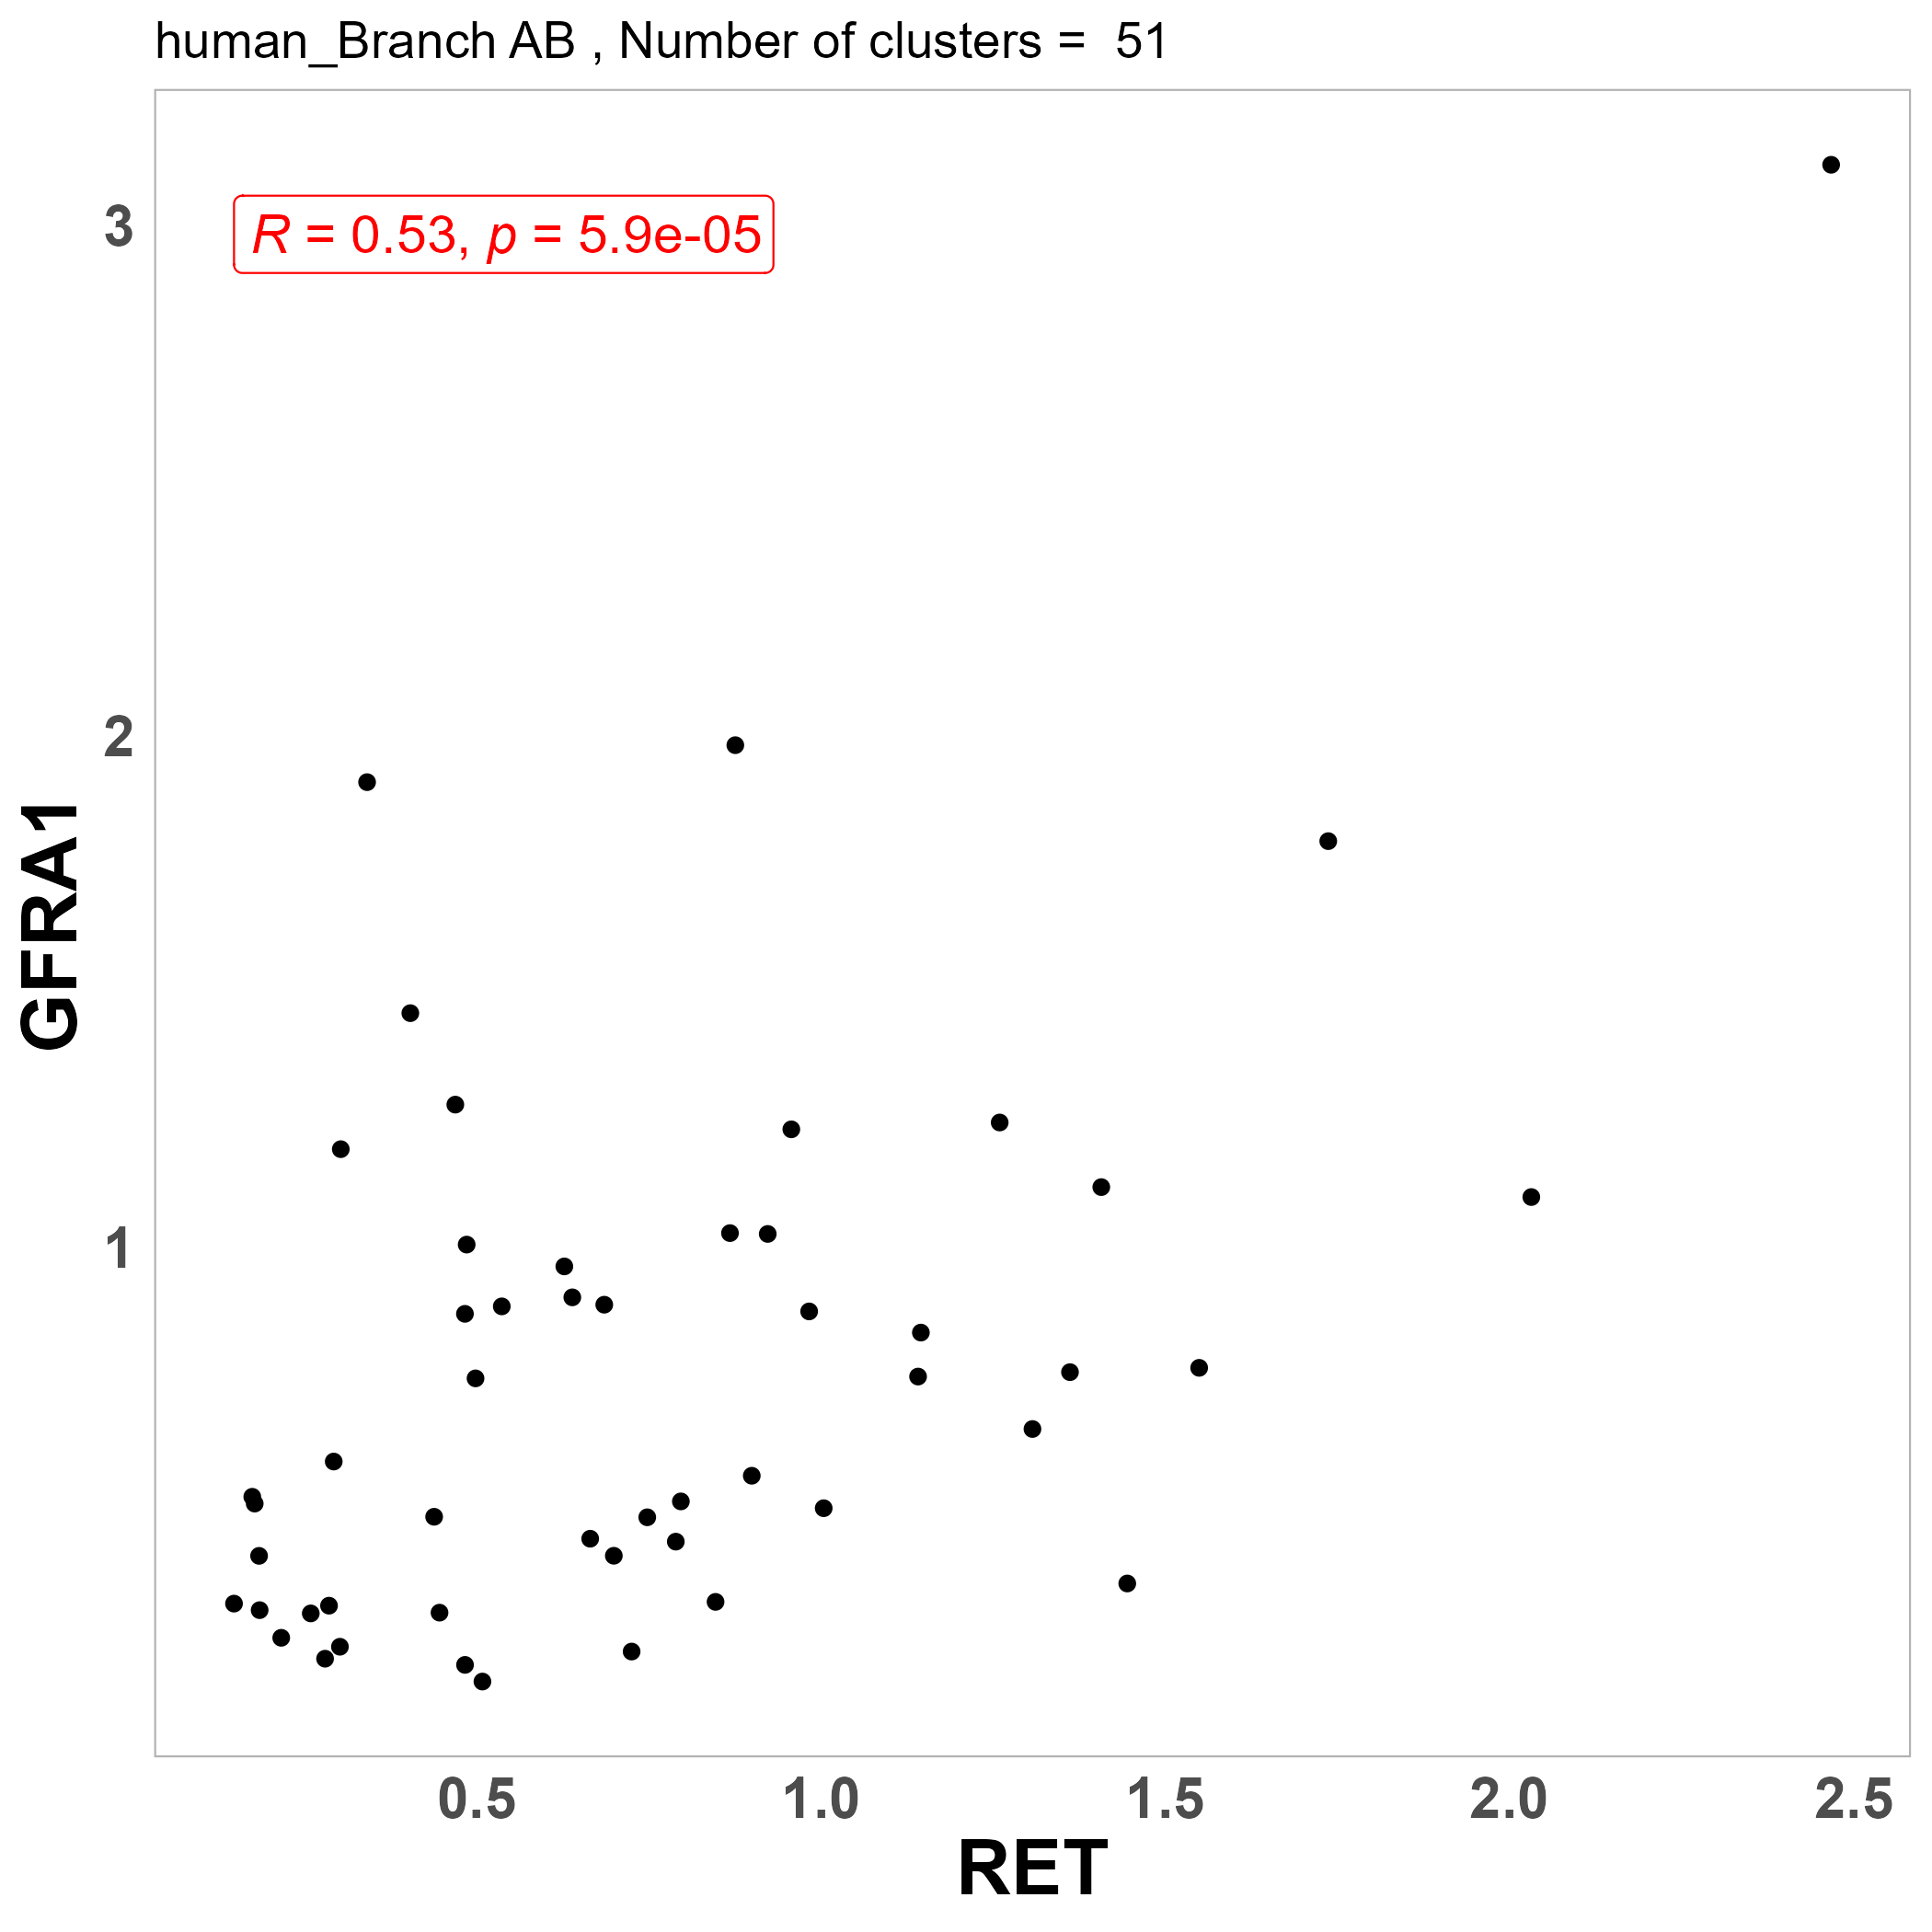 human_Branch AB , Number of clusters =  51
R = 0.53, p = 5.9e-05
3
2
1
GFRA1
0.5 1.0 1.5 2.0 2.5
RET